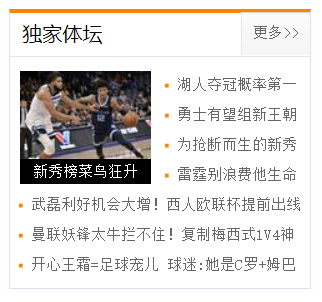 独家体坛
更多>>
湖人夺冠概率第一
勇士有望组新王朝
为抢断而生的新秀
雷霆别浪费他生命
新秀榜菜鸟狂升
武磊利好机会大增！西人欧联杯提前出线
曼联妖锋太牛拦不住！复制梅西式1V4神
开心王霜=足球宠儿 球迷:她是C罗+姆巴